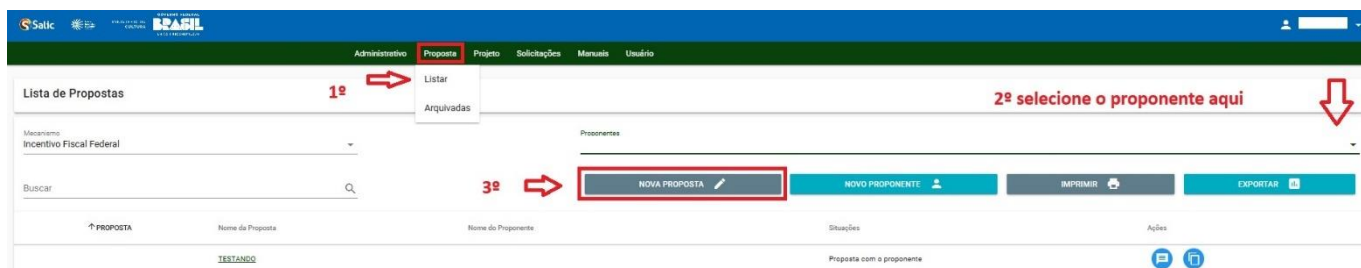 Salic
GOVERNO FEDERAL
BRASIL
Administrativo Proposta Projeto Solicitações Manuais Usuário
1º
Listar
Arquivadas
Lista de Propostas
2º selecione o proponente aqui
Mecanismo
Incentivo Fiscal Federal
Proponentes
Buscar
3º
NOVA PROPOSTA
NOVO PROPONENTE
IMPRIMIR
EXPORTAR
PROPOSTA Nome da Proposta Nome do Proponente Situações Ações
TESTANDO Proposta com o proponente